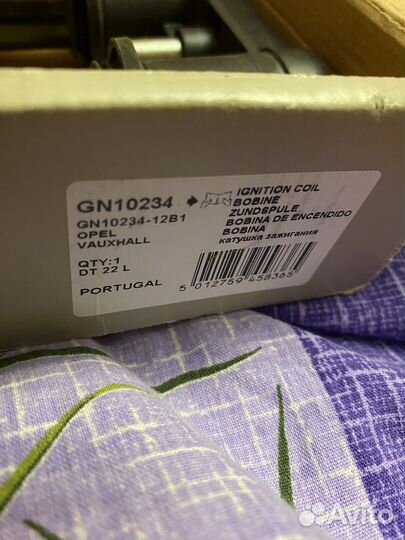 GN10234
GN10234-12B1
OPEL
VAUXHALL
QTY:1
DT 22 L
PORTUGAL
IGNITION COIL
BOBINE
ZUNDSPULE
BOBINA DE ENCENDIDO
BOBINA
катушка зажигания
5 012759 458365
Avito